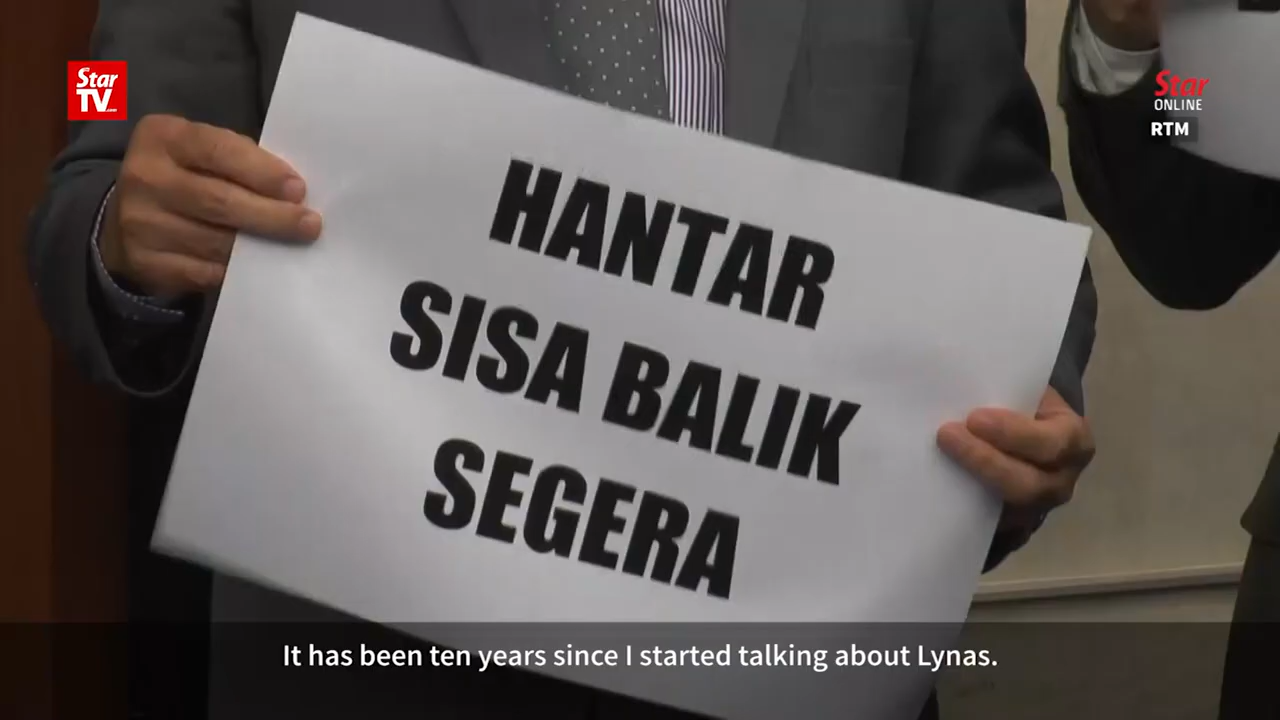 Star
TV.com
Star
ONLINE
RTM
HANTAR
SISA BALIK
SEGERA
It has been ten years since I started talking about Lynas.